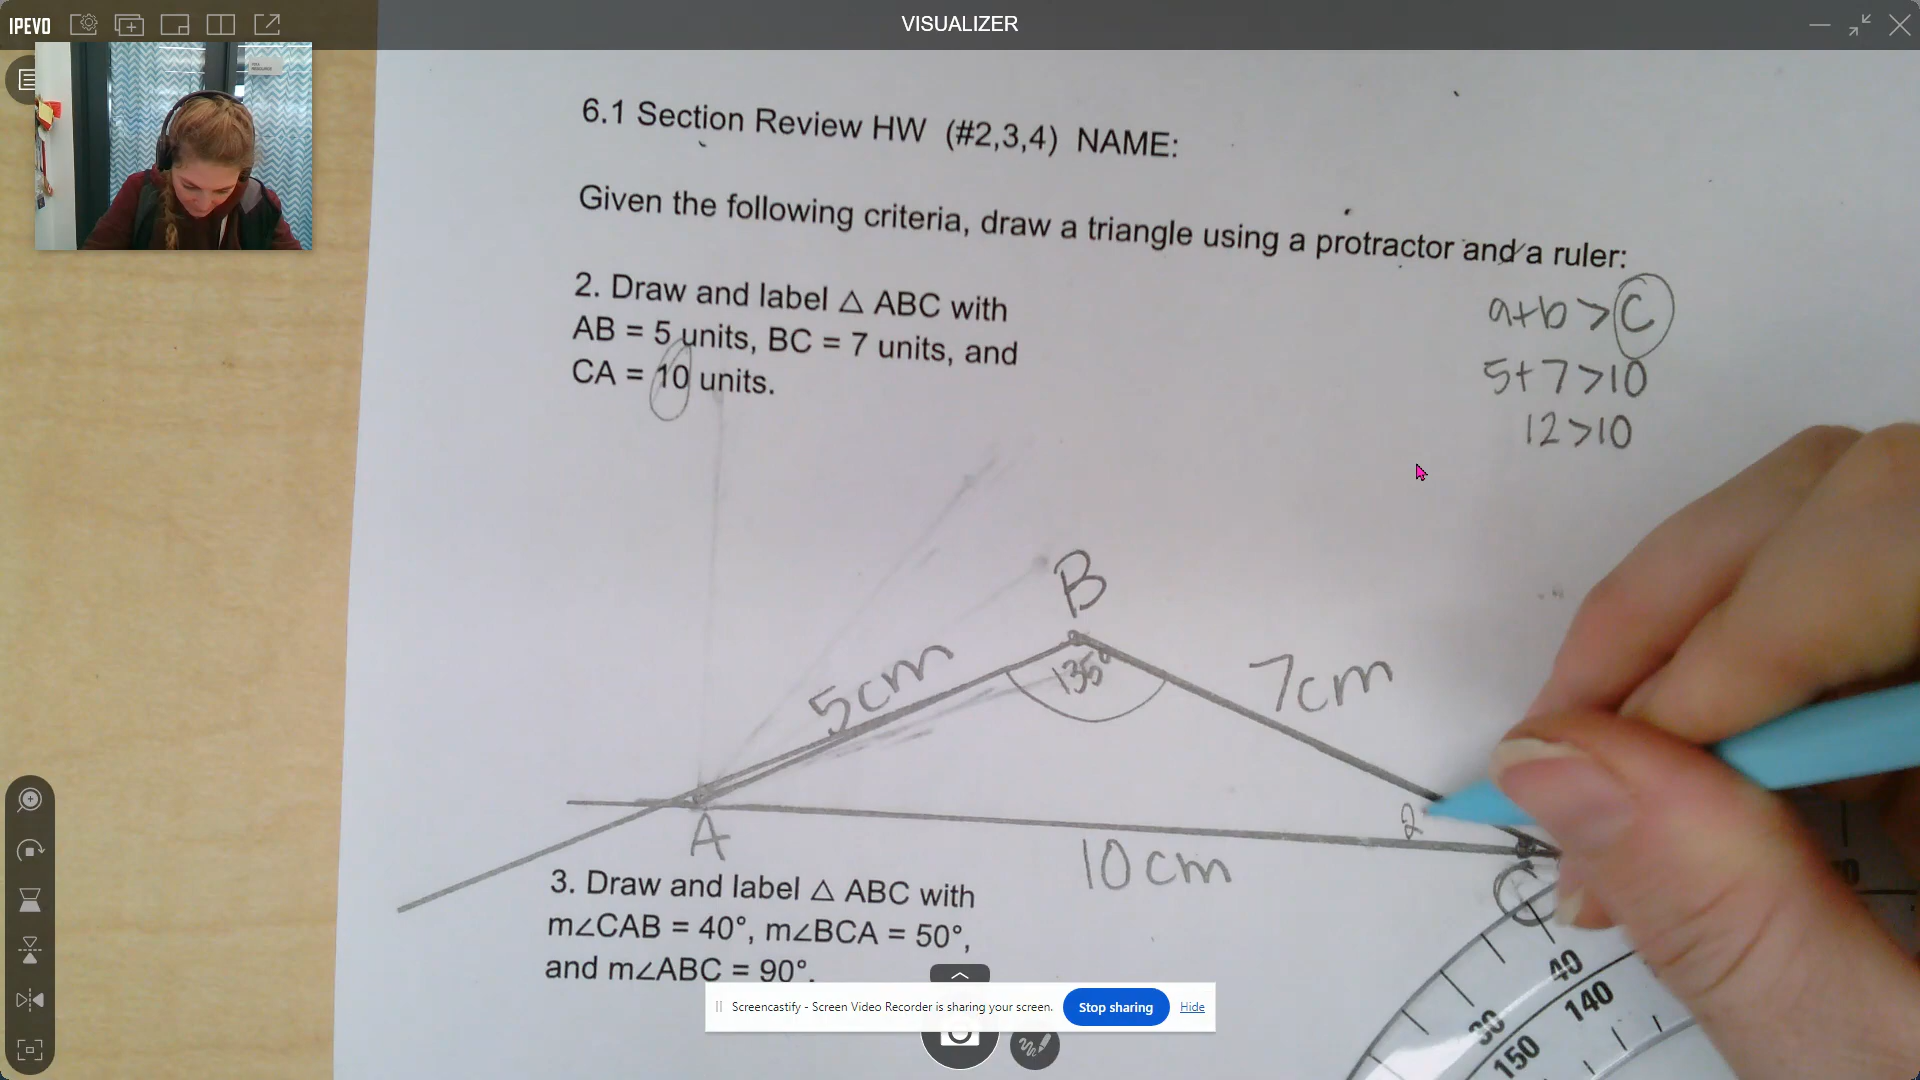 IPEVO
VISUALIZER
6.1 Section Review HW (#2,3,4) NAME:
Given the following criteria, draw a triangle using a protractor and a ruler:
2. Draw and label △ ABC with
AB = 5 units, BC = 7 units, and
CA = 10 units.
a+b > c
5+7>10
12>10
B
135°
5cm
7cm
2
A
10cm
C
3. Draw and label △ ABC with
m∠CAB = 40°, m∠BCA = 50°,
and m∠ABC = 90°.
40
140
30
150
Screencastify - Screen Video Recorder is sharing your screen.
Stop sharing
Hide